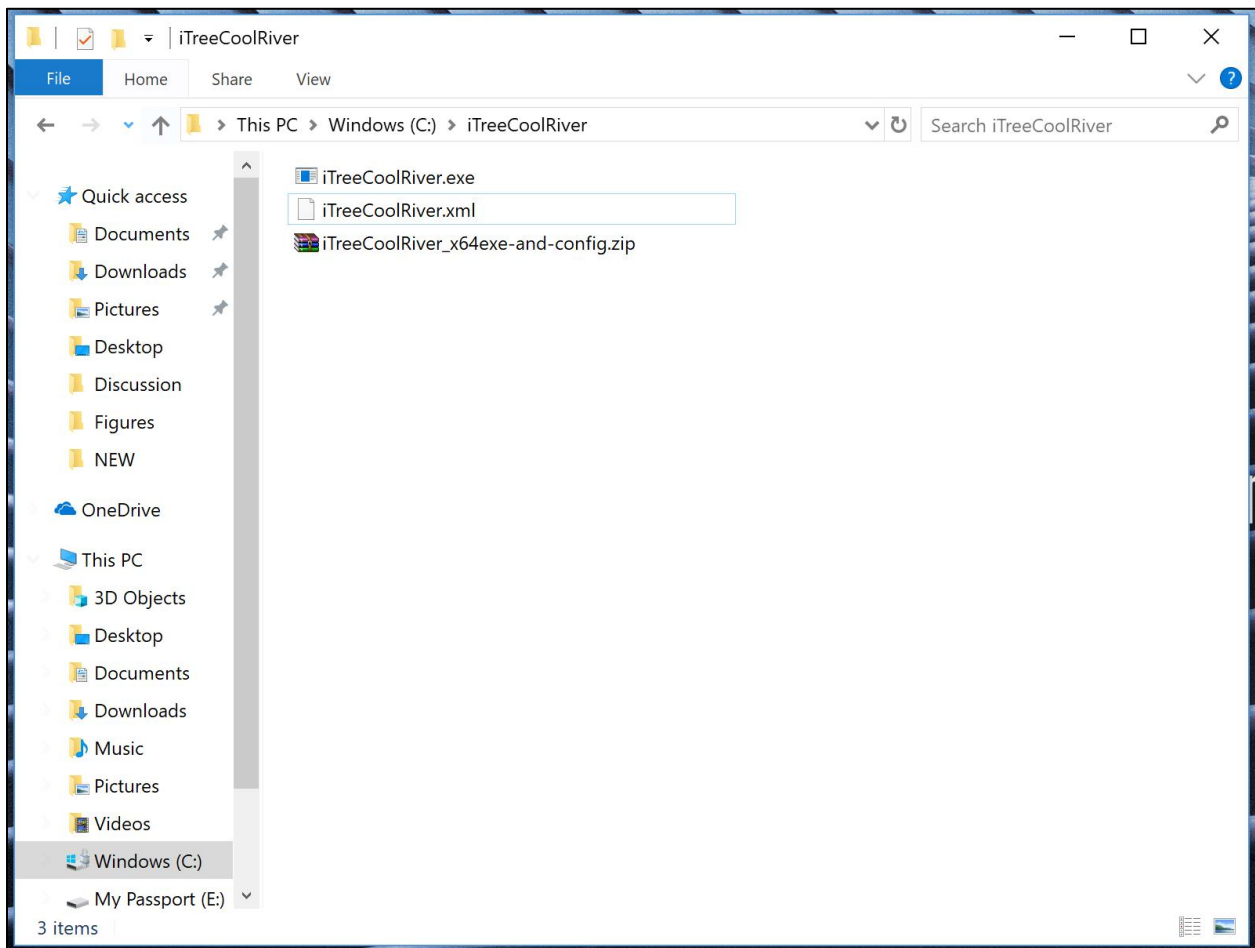 iTreeCoolRiver
File Home Share View ?
This PC > Windows (C:) > iTreeCoolRiver
Search iTreeCoolRiver
Quick access
Documents
Downloads
Pictures
Desktop
Discussion
Figures
NEW
OneDrive
This PC
3D Objects
Desktop
Documents
Downloads
Music
Pictures
Videos
Windows (C:)
My Passport (E:)
iTreeCoolRiver.exe
iTreeCoolRiver.xml
iTreeCoolRiver_x64exe-and-config.zip
3 items